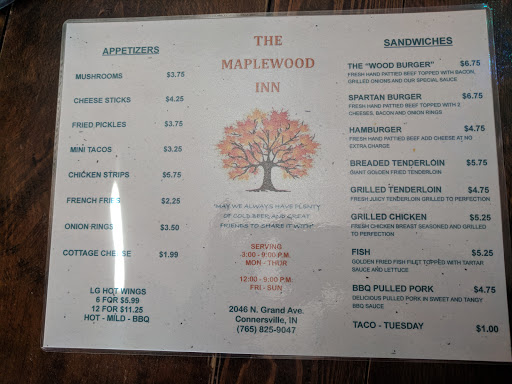 APPETIZERS
MUSHROOMS $3.75
CHEESE STICKS $4.25
FRIED PICKLES $3.75
MINI TACOS $3.25
CHICKEN STRIPS $5.75
FRENCH FRIES $2.25
ONION RINGS $3.50
COTTAGE CHEESE $1.99
LG HOT WINGS
6 FOR $5.99
12 FOR $11.25
HOT - MILD - BBQ
THE
MAPLEWOOD
INN
"MAY WE ALWAYS HAVE PLENTY
OF COLD BEER, AND GREAT
FRIENDS TO SHARE IT WITH"
SERVING
3:00 - 9:00 P.M.
MON - THUR
12:00 - 9:00 P.M.
FRI - SUN
2046 N. Grand Ave.
Connersville, IN
(765) 825-9047
SANDWICHES
THE "WOOD BURGER" $6.75
FRESH HAND PATTIED BEEF TOPPED WITH BACON,
GRILLED ONIONS AND OUR SPECIAL SAUCE
SPARTAN BURGER $6.75
FRESH HAND PATTIED BEEF TOPPED WITH 2
CHEESES, BACON AND ONION RINGS
HAMBURGER $4.75
FRESH HAND PATTIED BEEF ADD CHEESE AT NO
EXTRA CHARGE
BREADED TENDERLOIN $5.75
GIANT GOLDEN FRIED TENDERLOIN
GRILLED TENDERLOIN $4.75
FRESH JUICY TENDERLOIN GRILLED TO PERFECTION
GRILLED CHICKEN $5.25
FRESH CHICKEN BREAST SEASONED AND GRILLED
TO PERFECTION
FISH $5.25
GOLDEN FRIED COD FISH FILET TOPPED WITH TARTAR
SAUCE AND LETTUCE
BBQ PULLED PORK $4.75
DELICIOUS PULLED PORK IN SWEET AND TANGY
BBQ SAUCE
TACO - TUESDAY $1.00